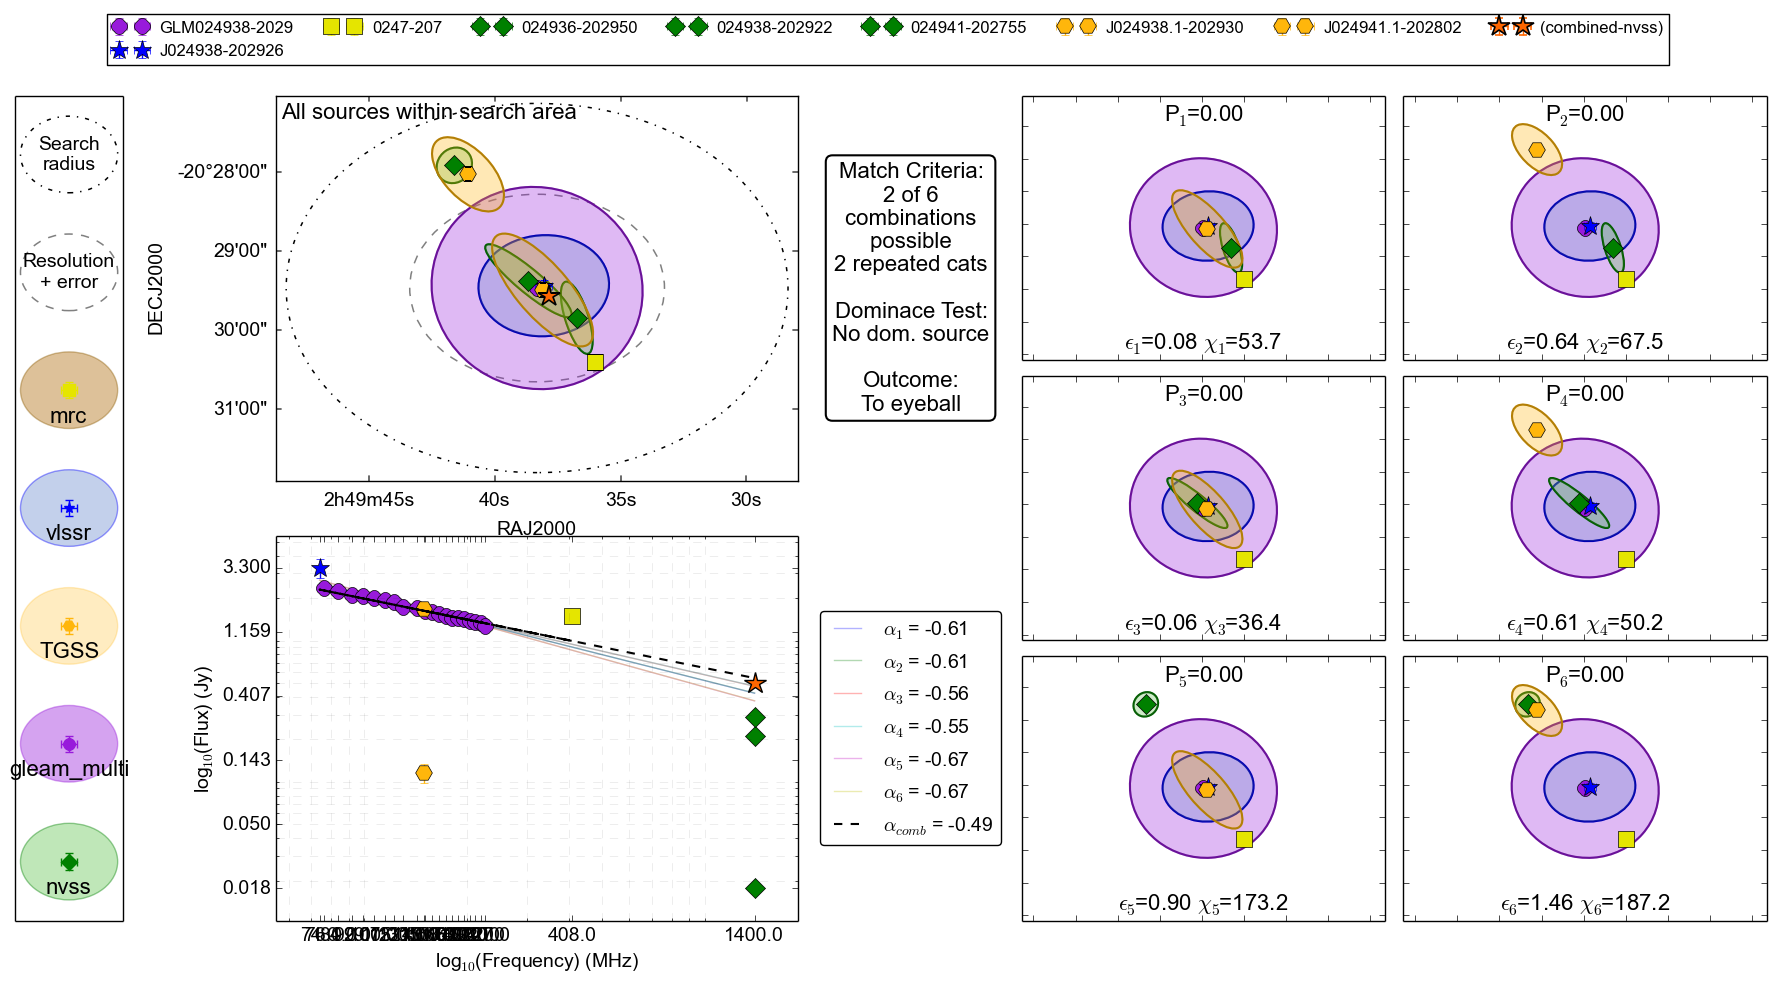 GLM024938-2029 0247-207 024936-202950 024938-202922 024941-202755 J024938.1-202930 J024941.1-202802 (combined-nvss)
J024938-202926
Search
radius
Resolution
+ error
mrc
vlssr
TGSS
gleam_multi
nvss
All sources within search area
DECJ2000
-20°28'00"
29'00"
30'00"
31'00"
2h49m45s 40s 35s 30s
RAJ2000
Match Criteria:
2 of 6
combinations
possible
2 repeated cats
Dominace Test:
No dom. source
Outcome:
To eyeball
log10(Flux) (Jy)
3.300
1.159
0.407
0.143
0.050
0.018
408.0 1400.0
log10(Frequency) (MHz)
α1 = -0.61
α2 = -0.61
α3 = -0.56
α4 = -0.55
α5 = -0.67
α6 = -0.67
αcomb = -0.49
P1=0.00
ϵ1=0.08 χ1=53.7
P2=0.00
ϵ2=0.64 χ2=67.5
P3=0.00
ϵ3=0.06 χ3=36.4
P4=0.00
ϵ4=0.61 χ4=50.2
P5=0.00
ϵ5=0.90 χ5=173.2
P6=0.00
ϵ6=1.46 χ6=187.2